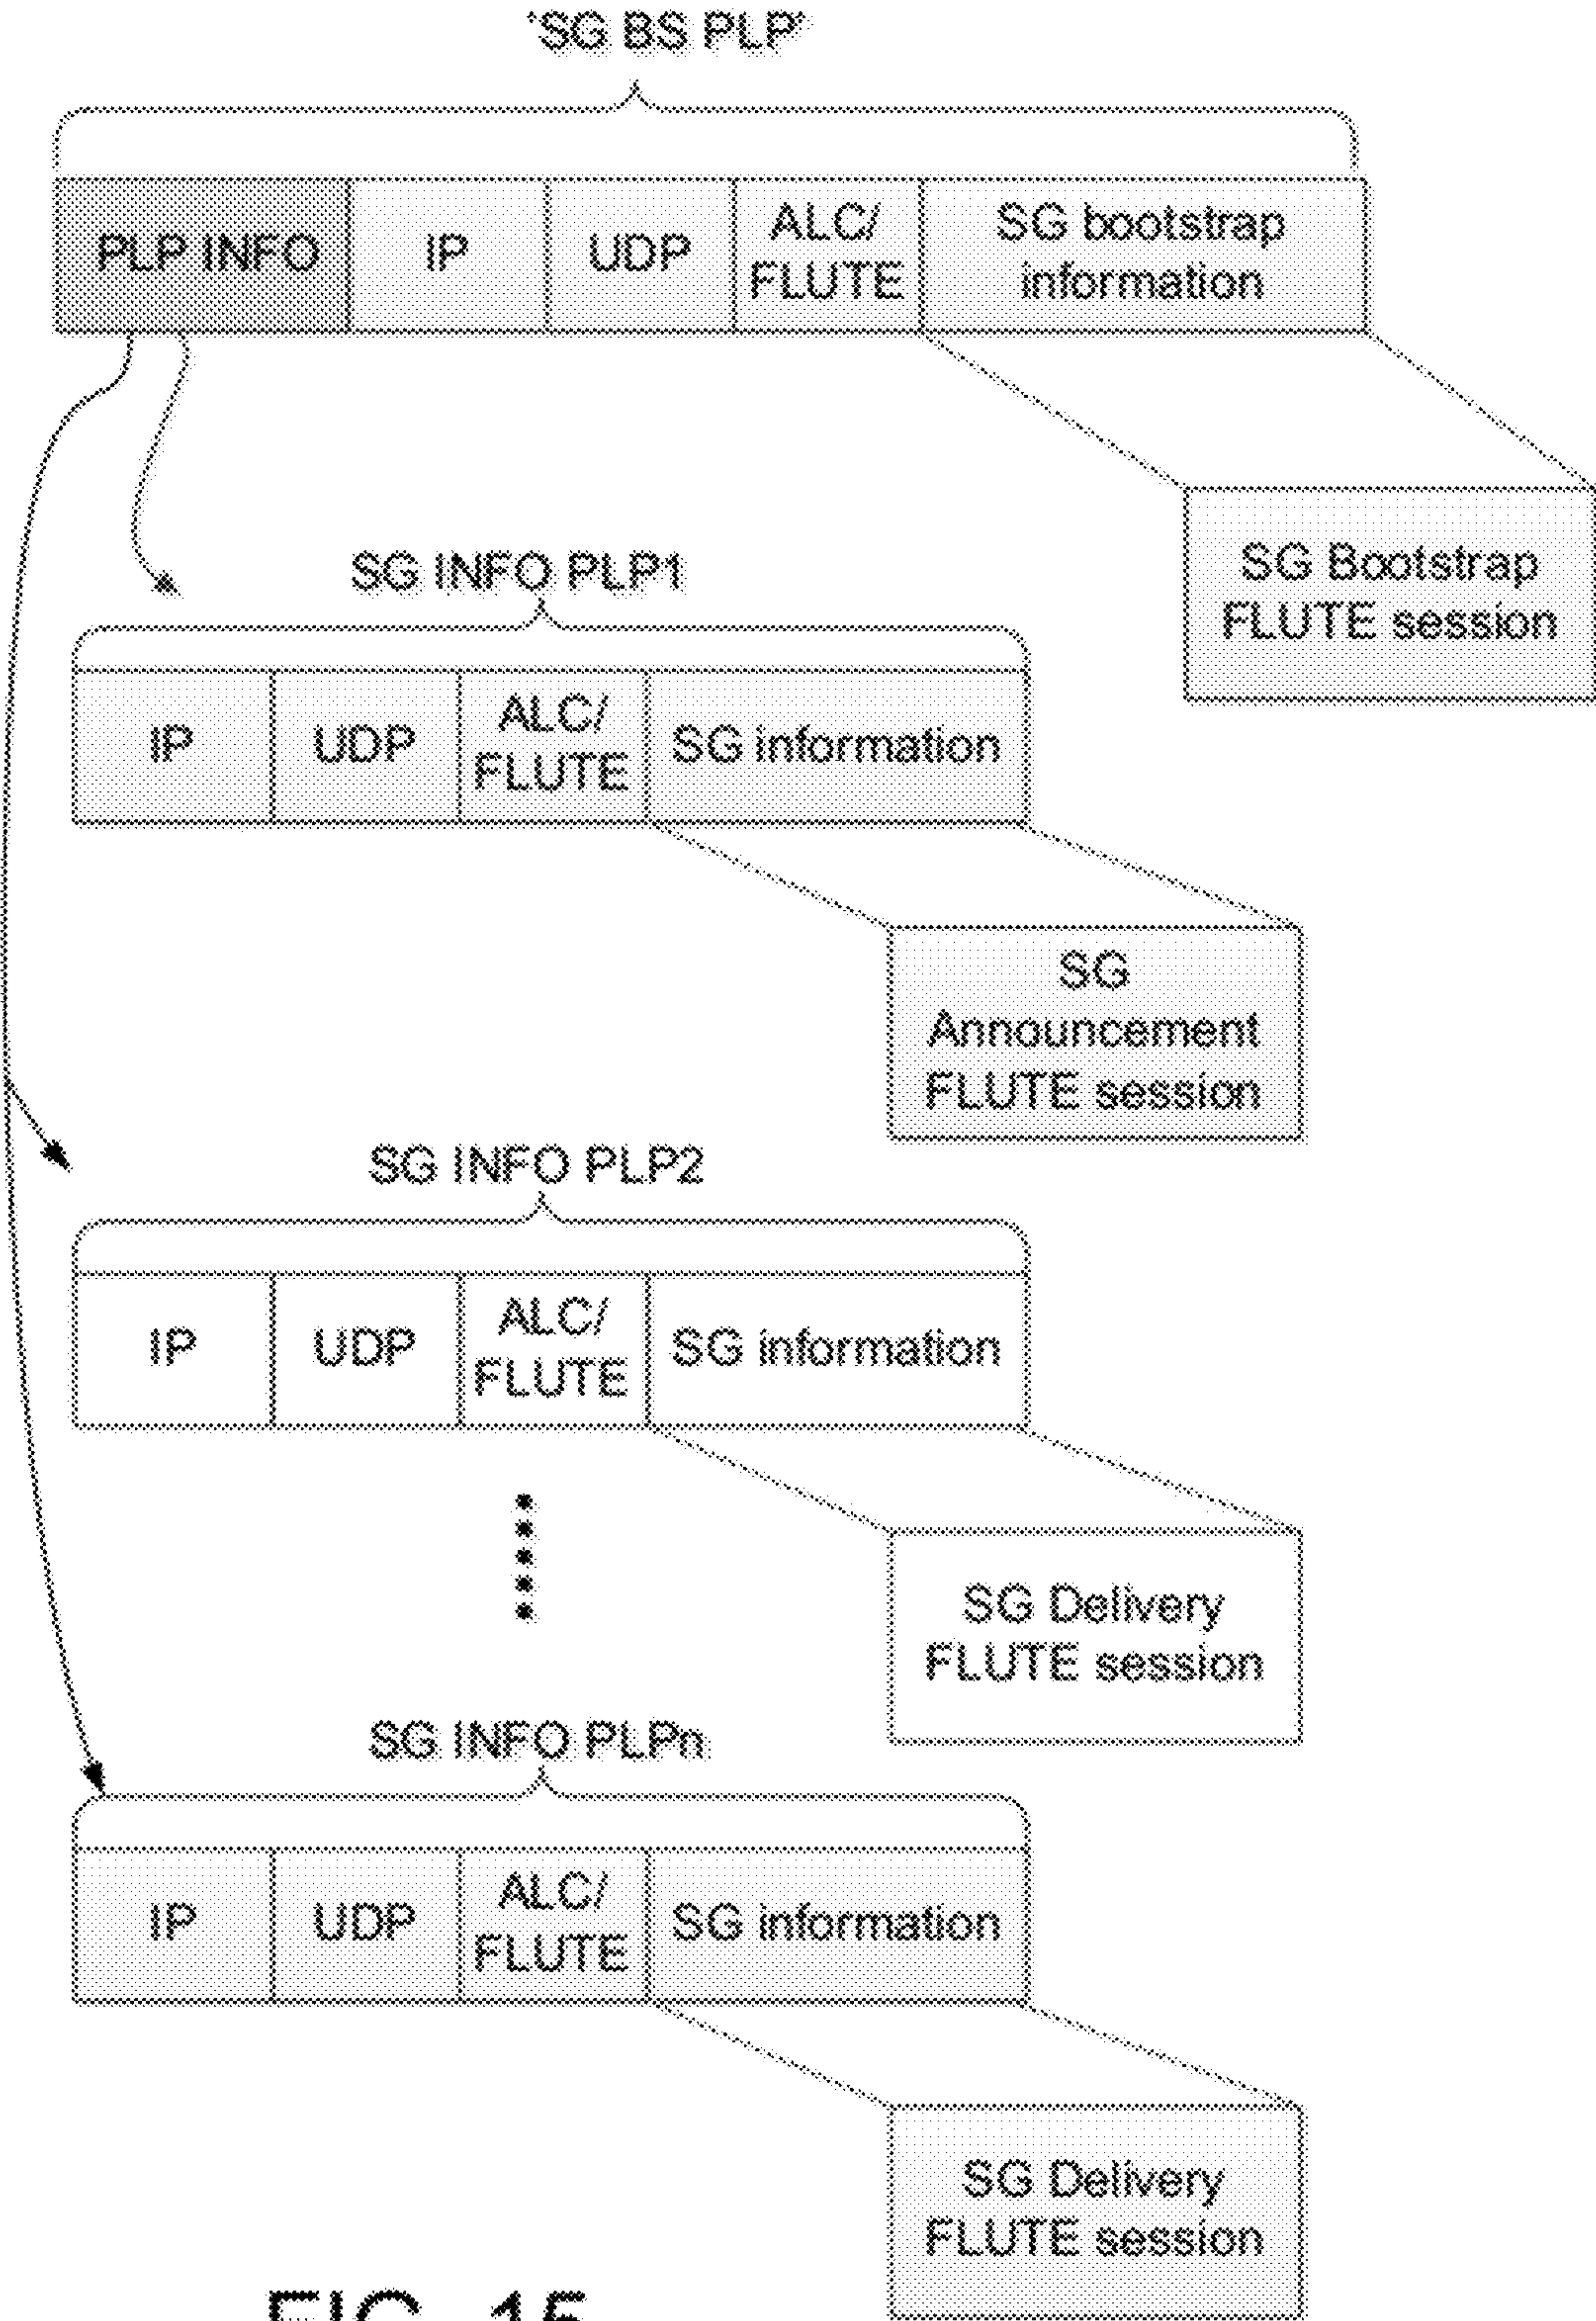 'SG BS PLP'
PLP INFO
IP
UDP
ALC/
FLUTE
SG bootstrap
information
SG Bootstrap
FLUTE session
SG INFO PLP1
IP
UDP
ALC/
FLUTE
SG information
SG
Announcement
FLUTE session
SG INFO PLP2
IP
UDP
ALC/
FLUTE
SG information
SG Delivery
FLUTE session
SG INFO PLPn
IP
UDP
ALC/
FLUTE
SG information
SG Delivery
FLUTE session
FIG. 15